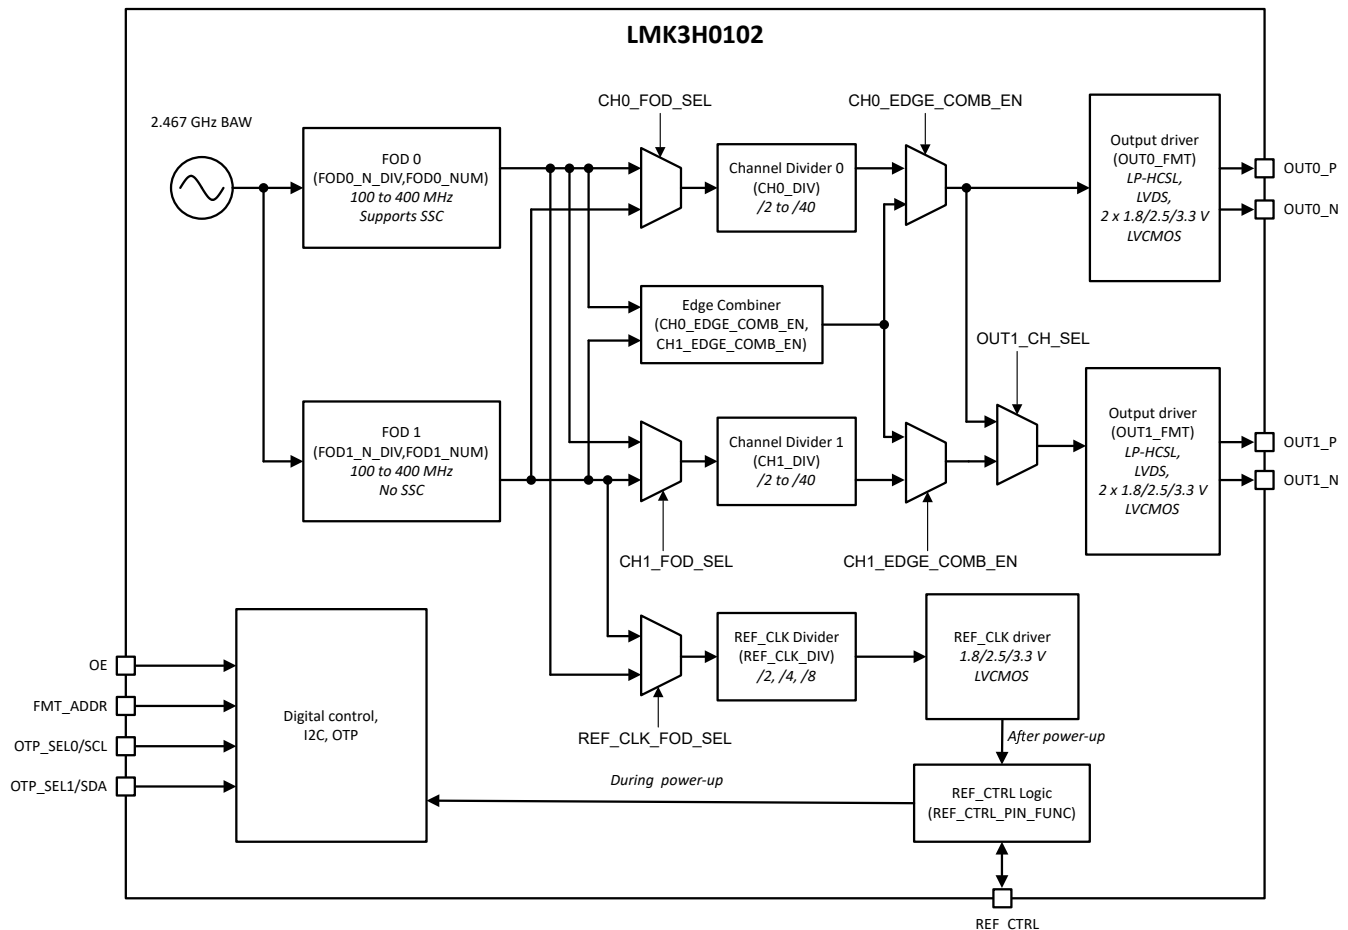 LMK3H0102
CH0_FOD_SEL
CH0_EDGE_COMB_EN
2.467 GHz BAW
FOD 0
(FOD0_N_DIV,FOD0_NUM)
100 to 400 MHz
Supports SSC
Channel Divider 0
(CH0_DIV)
/2 to /40
Output driver
(OUT0_FMT)
LP-HCSL,
LVDS,
2 x 1.8/2.5/3.3 V
LVCMOS
OUT0_P
OUT0_N
Edge Combiner
(CH0_EDGE_COMB_EN,
CH1_EDGE_COMB_EN)
OUT1_CH_SEL
FOD 1
(FOD1_N_DIV,FOD1_NUM)
100 to 400 MHz
No SSC
Channel Divider 1
(CH1_DIV)
/2 to /40
Output driver
(OUT1_FMT)
LP-HCSL,
LVDS,
2 x 1.8/2.5/3.3 V
LVCMOS
OUT1_P
OUT1_N
CH1_FOD_SEL
CH1_EDGE_COMB_EN
REF_CLK Divider
(REF_CLK_DIV)
/2, /4, /8
REF_CLK driver
1.8/2.5/3.3 V
LVCMOS
REF_CLK_FOD_SEL
After power-up
OE
FMT_ADDR
OTP_SEL0/SCL
OTP_SEL1/SDA
Digital control,
I2C, OTP
During power-up
REF_CTRL Logic
(REF_CTRL_PIN_FUNC)
REF_CTRL